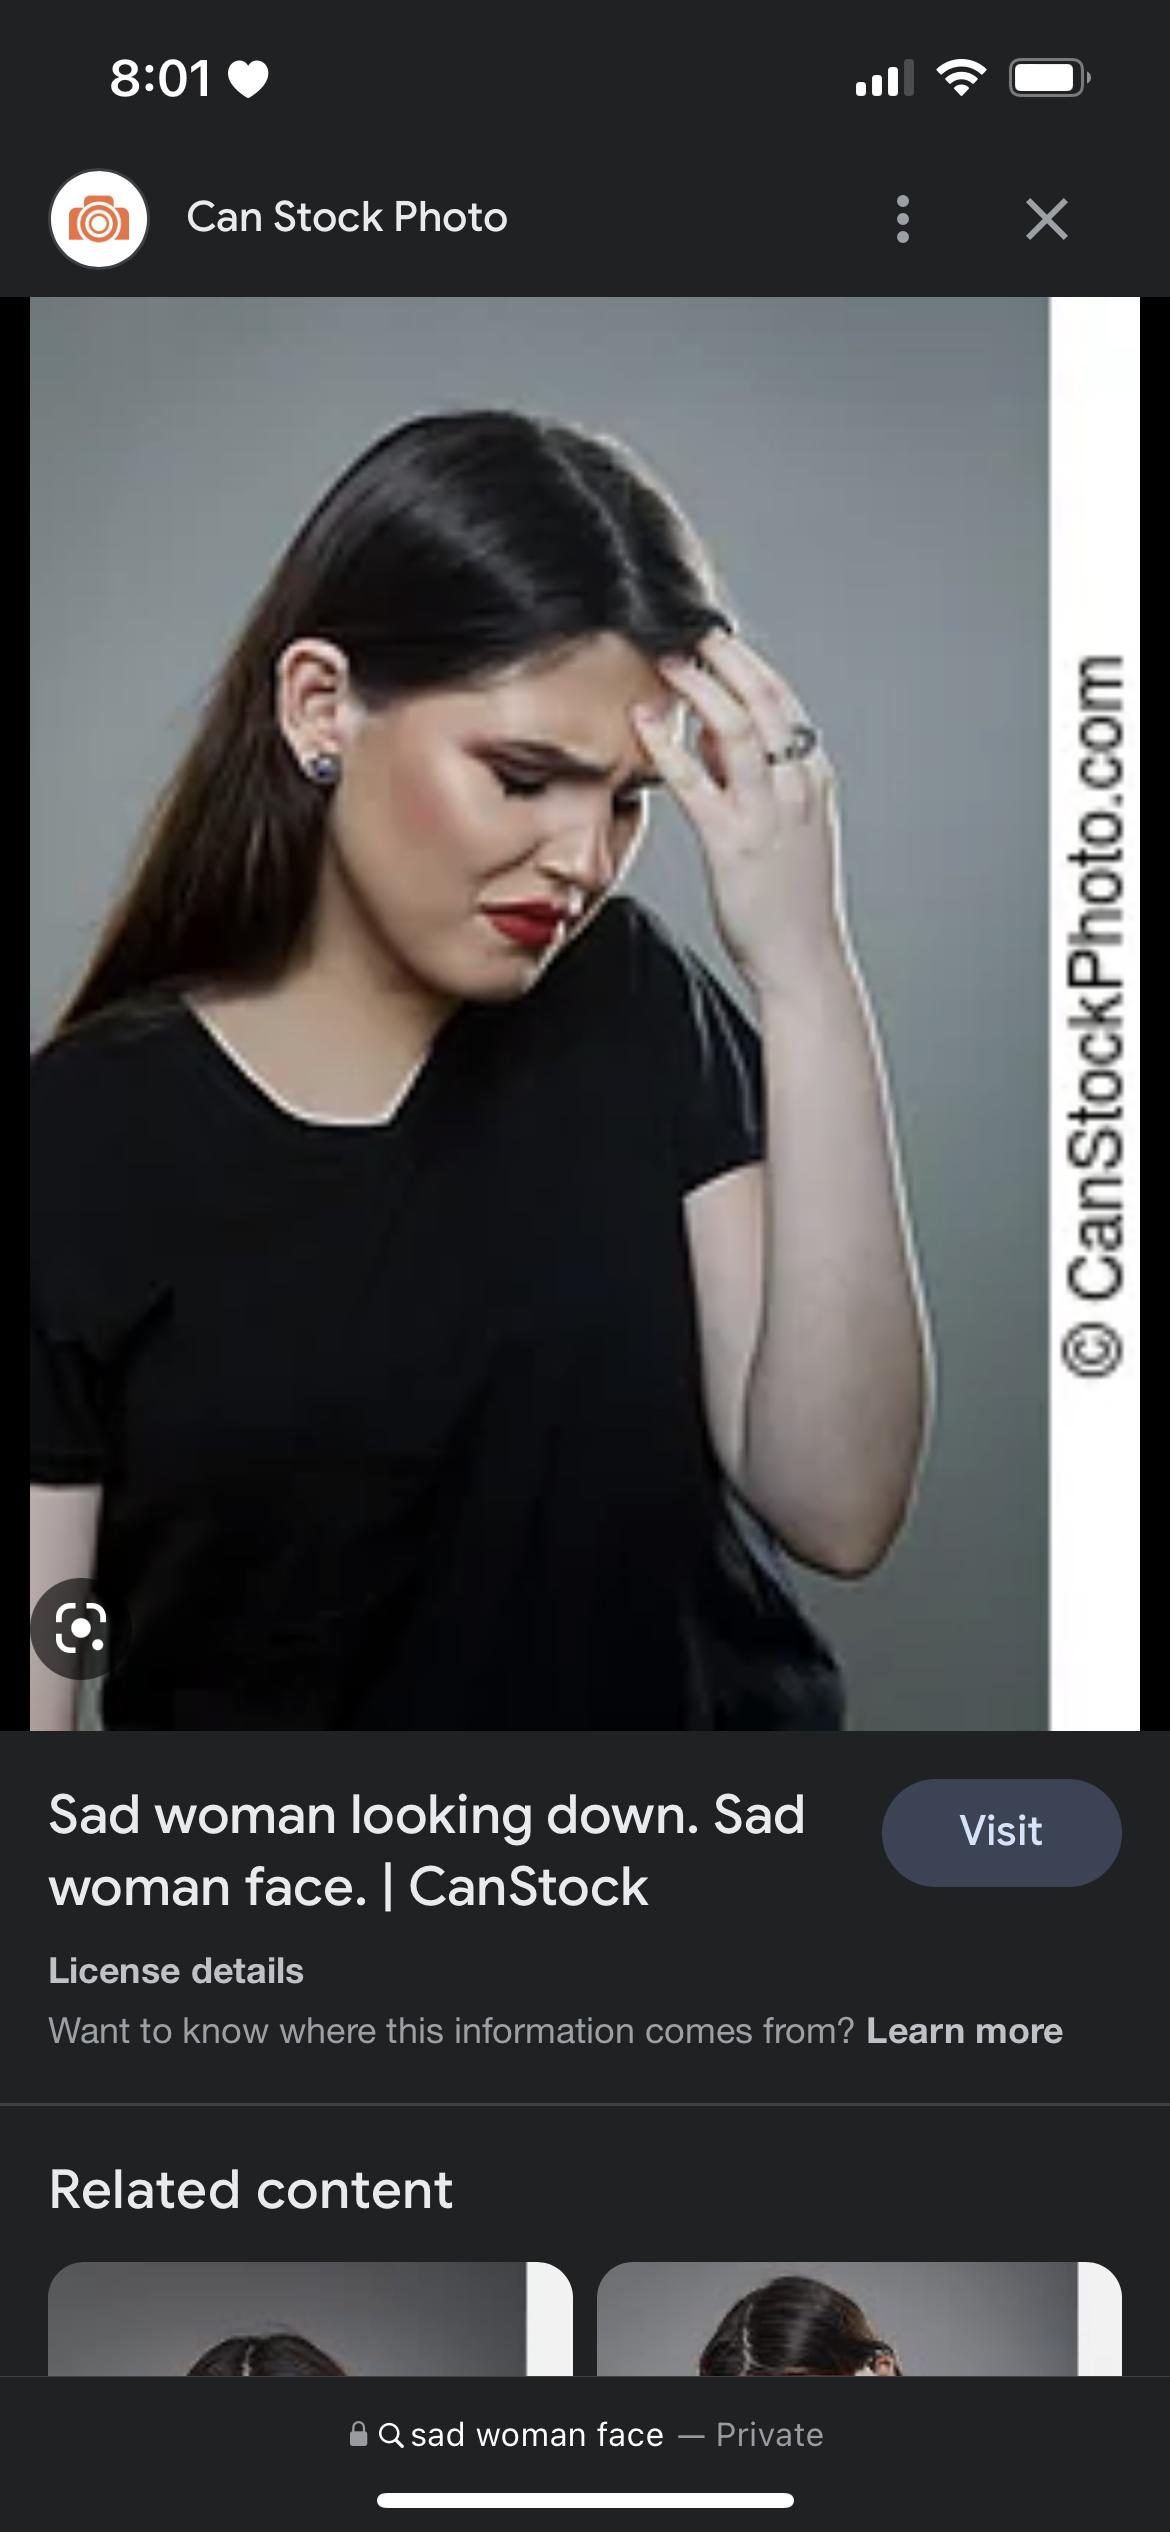 8:01
Can Stock Photo
© CanStockPhoto.com
Sad woman looking down. Sad
woman face. | CanStock
Visit
License details
Want to know where this information comes from? Learn more
Related content
sad woman face — Private